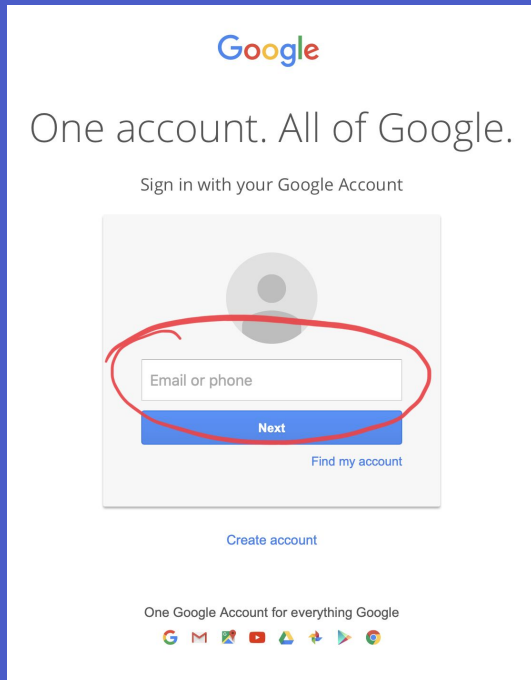 Google
One account. All of Google.
Sign in with your Google Account
Email or phone
Next
Find my account
Create account
One Google Account for everything Google